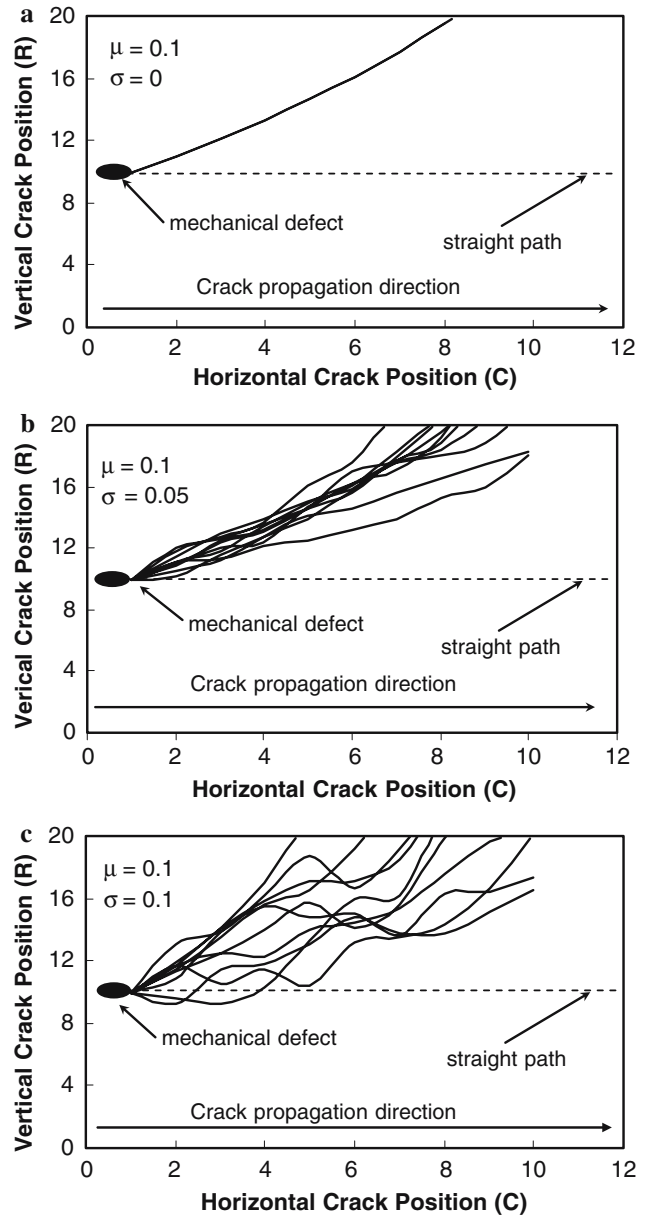 a
20
16
12
8
4
0
Vertical Crack Position (R)
μ = 0.1
σ = 0
mechanical defect
straight path
Crack propagation direction
0 2 4 6 8 10 12
Horizontal Crack Position (C)
b
20
16
12
8
4
0
Verical Crack Position (R)
μ = 0.1
σ = 0.05
mechanical defect
straight path
Crack propagation direction
0 2 4 6 8 10 12
Horizontal Crack Position (C)
c
20
16
12
8
4
0
Vertical Crack Position (R)
μ = 0.1
σ = 0.1
mechanical defect
straight path
Crack propagation direction
0 2 4 6 8 10 12
Horizontal Crack Position (C)